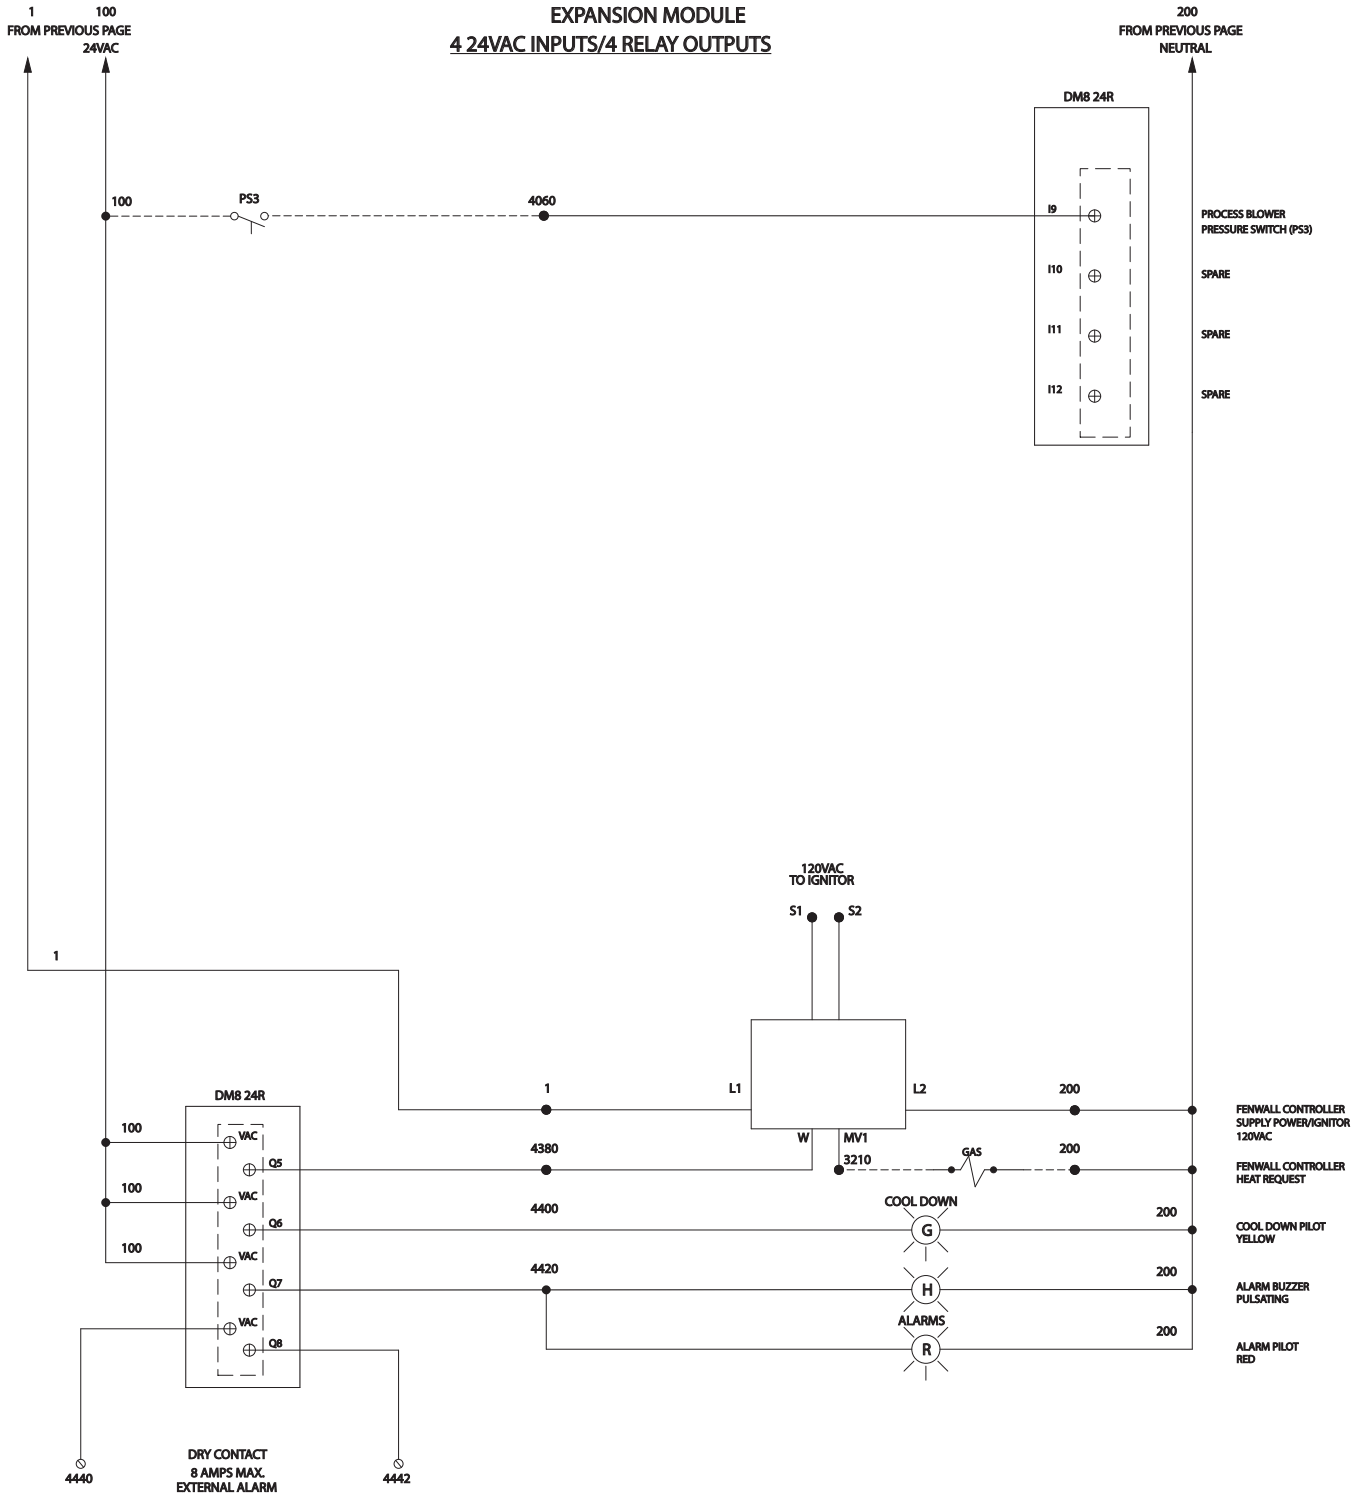 1
100
EXPANSION MODULE
200
FROM PREVIOUS PAGE
FROM PREVIOUS PAGE
24VAC
4 24VAC INPUTS/4 RELAY OUTPUTS
NEUTRAL
DM8 24R
100
PS3
4060
I9
PROCESS BLOWER
PRESSURE SWITCH (PS3)
I10
SPARE
I11
SPARE
I12
SPARE
120VAC
TO IGNITOR
S1
S2
1
DM8 24R
1
L1
L2
200
FENWALL CONTROLLER
SUPPLY POWER/IGNITOR
120VAC
100
VAC
Q5
4380
W
MV1
3210
GAS
200
FENWALL CONTROLLER
HEAT REQUEST
100
VAC
Q6
4400
COOL DOWN
G
200
COOL DOWN PILOT
YELLOW
100
VAC
Q7
4420
H
200
ALARM BUZZER
PULSATING
VAC
Q8
ALARMS
R
200
ALARM PILOT
RED
DRY CONTACT
8 AMPS MAX.
EXTERNAL ALARM
4440
4442